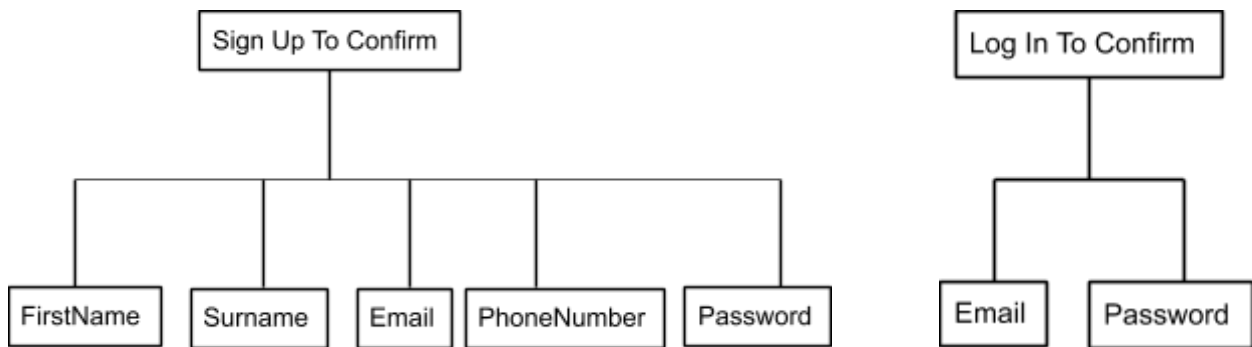 Sign Up To Confirm
Log In To Confirm
FirstName
Surname
Email
PhoneNumber
Password
Email
Password